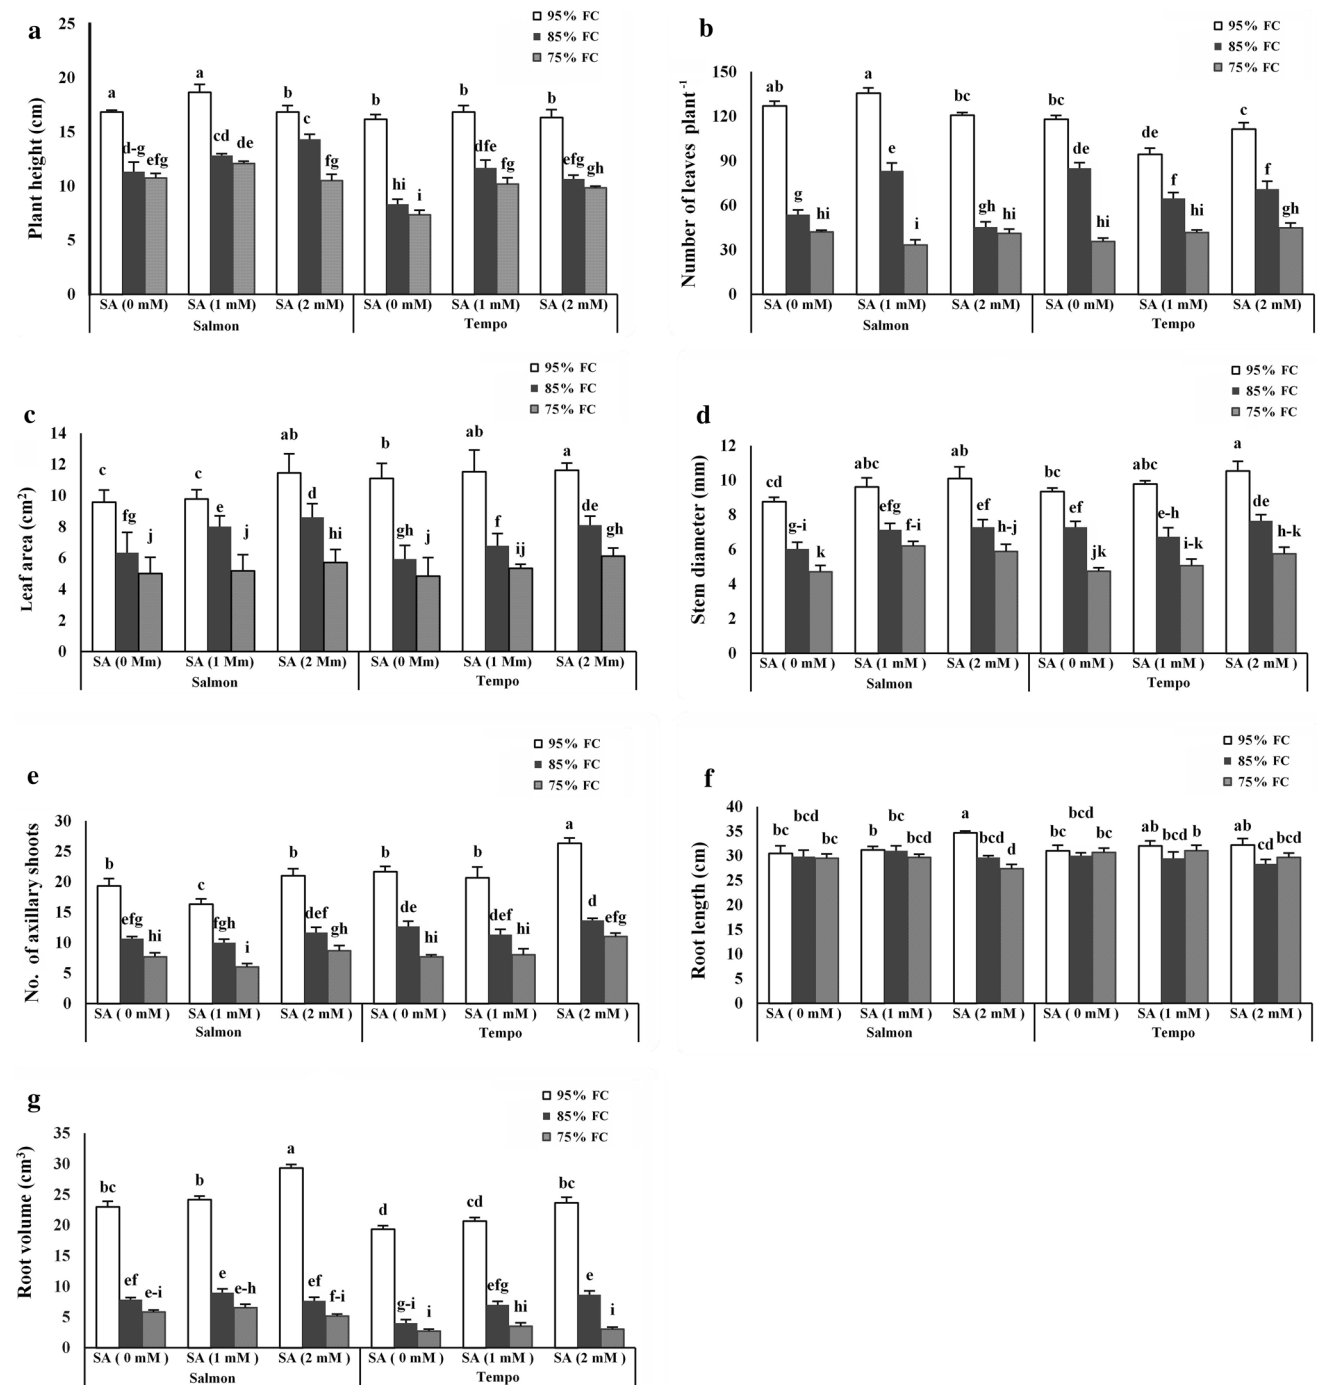 a
95% FC
85% FC
75% FC
Plant height (cm)
25
20
15
10
5
0
a
d-g
efg
a
cd
de
b
c
fg
b
hi
i
b
dfe
fg
b
efg
gh
SA (0 mM)
SA (1 mM)
SA (2 mM)
SA (0 mM)
SA (1 mM)
SA (2 mM)
Salmon
Tempo
b
95% FC
85% FC
75% FC
Number of leaves plant-1
150
120
90
60
30
0
ab
g
hi
a
e
i
bc
gh
hi
bc
de
hi
de
f
hi
c
f
gh
SA (0 mM)
SA (1 mM)
SA (2 mM)
SA (0 mM)
SA (1 mM)
SA (2 mM)
Salmon
Tempo
c
95% FC
85% FC
75% FC
Leaf area (cm2)
14
12
10
8
6
4
2
0
c
fg
j
c
e
j
ab
d
hi
b
gh
j
ab
f
ij
a
de
gh
SA (0 Mm)
SA (1 Mm)
SA (2 Mm)
SA (0 Mm)
SA (1 Mm)
SA (2 Mm)
Salmon
Tempo
d
95% FC
85% FC
75% FC
Stem diameter (mm)
12
10
8
6
4
2
0
cd
g-i
k
abc
efg
f-i
ab
ef
h-j
bc
ef
jk
abc
e-h
i-k
a
de
h-k
SA ( 0 mM )
SA (1 mM )
SA (2 mM )
SA ( 0 mM )
SA (1 mM )
SA (2 mM )
Salmon
Tempo
e
95% FC
85% FC
75% FC
No. of axillary shoots
30
25
20
15
10
5
0
b
efg
hi
c
fgh
i
b
def
gh
b
de
hi
b
def
hi
a
d
efg
SA ( 0 mM )
SA (1 mM )
SA (2 mM )
SA ( 0 mM )
SA (1 mM )
SA (2 mM )
Salmon
Tempo
f
95% FC
85% FC
75% FC
Root length (cm)
40
35
30
25
20
15
10
5
0
bc
bcd
bc
b
bc
bcd
a
bcd
d
bc
bcd
bc
ab
bcd
b
ab
cd
bcd
SA ( 0 mM )
SA (1 mM )
SA (2 mM )
SA ( 0 mM )
SA (1 mM )
SA (2 mM )
Salmon
Tempo
g
95% FC
85% FC
75% FC
Root volume (cm3)
35
30
25
20
15
10
5
0
bc
ef
e-i
b
e
e-h
a
ef
f-i
d
g-i
i
cd
efg
hi
bc
e
i
SA ( 0 mM )
SA (1 mM )
SA (2 mM )
SA ( 0 mM )
SA (1 mM )
SA (2 mM )
Salmon
Tempo